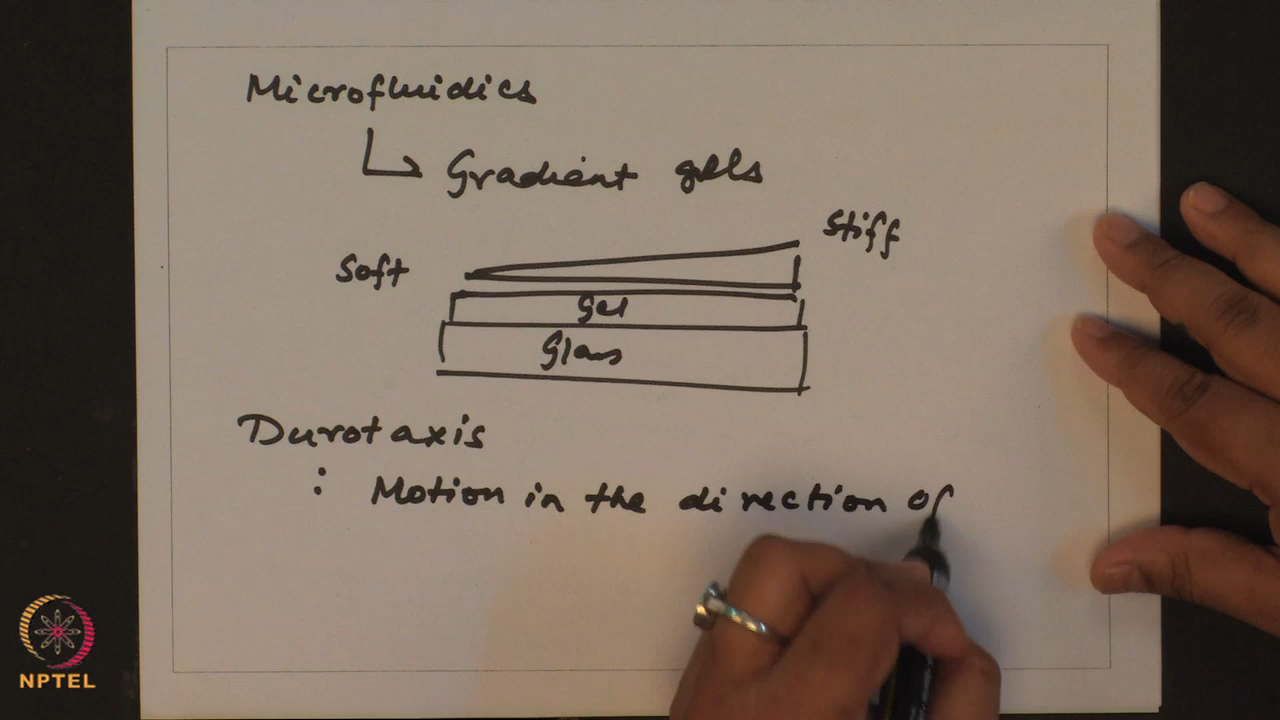 Microfluidics
Gradient gels
Stiff
Soft
Gel
Glass
Durotaxis
: Motion in the direction of
NPTEL